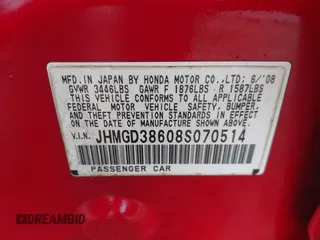 MFD. IN JAPAN BY HONDA MOTOR CO.,LTD. 6/'08
GVWR 3446LBS GAWR F 1876LBS R 1587LBS
THIS VEHICLE CONFORMS TO ALL APPLICABLE
FEDERAL MOTOR VEHICLE SAFETY, BUMPER,
AND THEFT PREVENTION STANDARDS IN EFFECT
ON THE DATE OF MANUFACTURE SHOWN ABOVE.
V.I.N. JHMGD38608S070514
PASSENGER CAR
DREAMBID